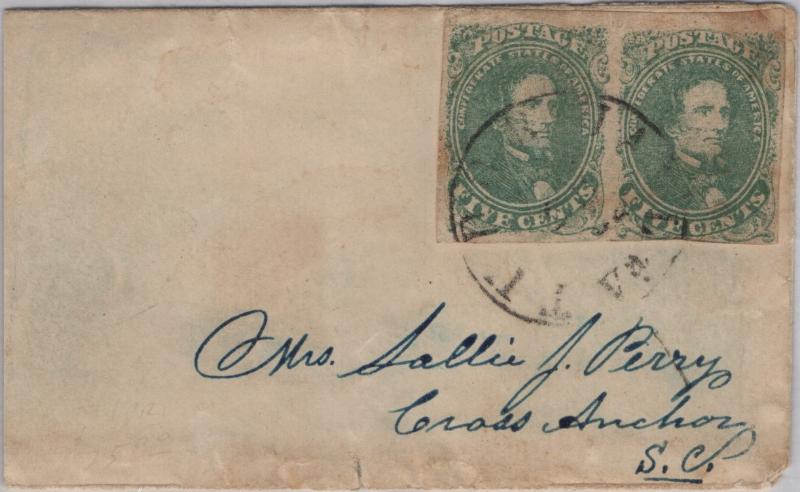 POSTAGE
CONFEDERATE STATES OF AMERICA
FIVE CENTS
POSTAGE
CONFEDERATE STATES OF AMERICA
FIVE CENTS
Va
Mrs. Sallie J. Perry
Cross Anchor
S.C.